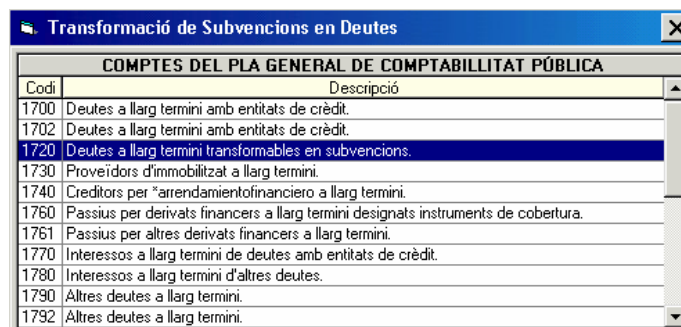 Transformació de Subvencions en Deutes
COMPTES DEL PLA GENERAL DE COMPTABILLITAT PÚBLICA
Codi Descripció
1700 Deutes a llarg termini amb entitats de crèdit.
1702 Deutes a llarg termini amb entitats de crèdit.
1720 Deutes a llarg termini transformables en subvencions.
1730 Proveïdors d'immobilitzat a llarg termini.
1740 Creditors per *arrendamientofinanciero a llarg termini.
1760 Passius per derivats financers a llarg termini designats instruments de cobertura.
1761 Passius per altres derivats financers a llarg termini.
1770 Interessos a llarg termini de deutes amb entitats de crèdit.
1780 Interessos a llarg termini d'altres deutes.
1790 Altres deutes a llarg termini.
1792 Altres deutes a llarg termini.